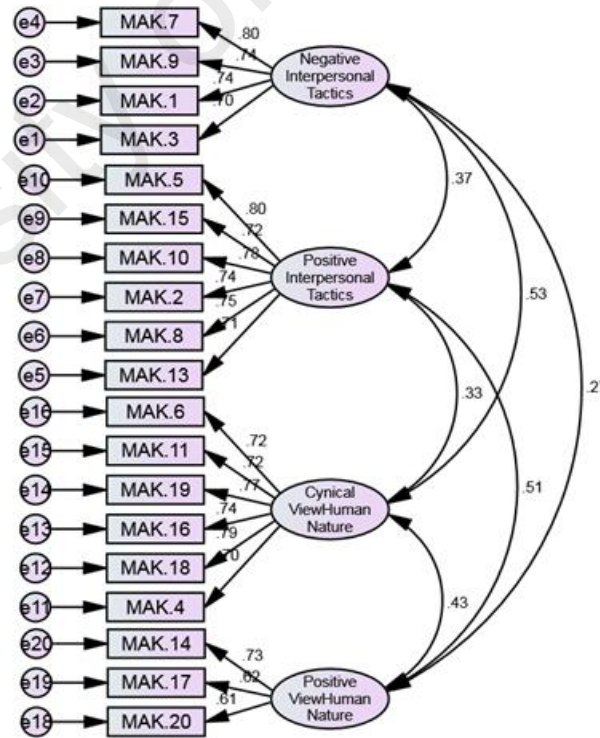 e4 MAK.7
.80
e3 MAK.9
.74
Negative
Interpersonal
Tactics
e2 MAK.1
.74
e1 MAK.3
.70
e10 MAK.5
.37
e9 MAK.15
.80
.72
e8 MAK.10
.78
Positive
Interpersonal
Tactics
e7 MAK.2
.74
.75
.53
e6 MAK.8
.71
e5 MAK.13
.33
e16 MAK.6
.72
e15 MAK.11
.72
e14 MAK.19
.77
Cynical
ViewHuman
Nature
.51
e13 MAK.16
.74
.79
e12 MAK.18
.70
e11 MAK.4
.43
e20 MAK.14
.73
e19 MAK.17
.62
Positive
ViewHuman
Nature
e18 MAK.20
.61